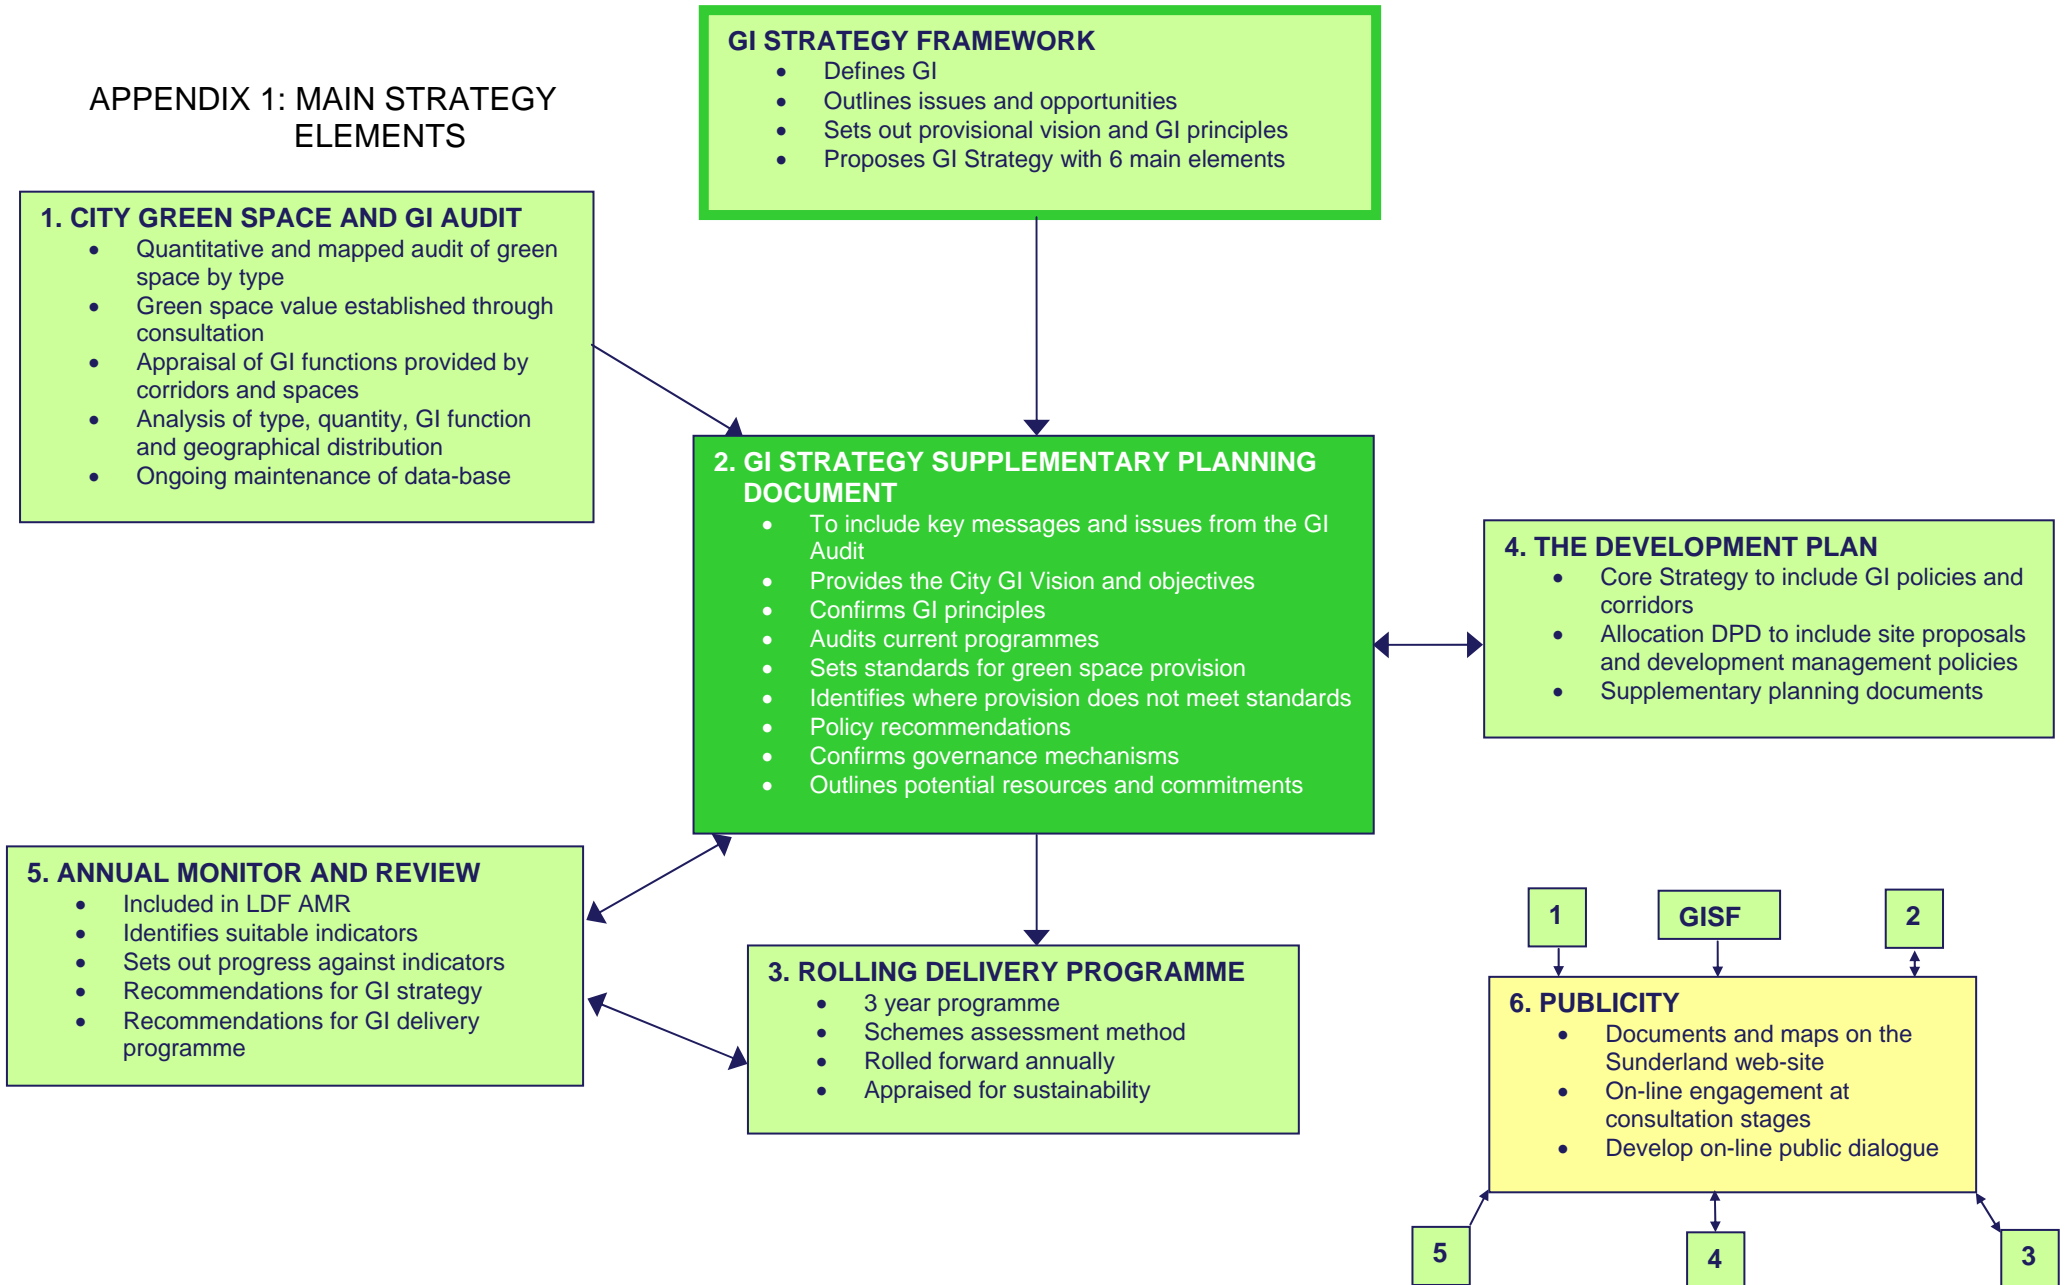 APPENDIX 1: MAIN STRATEGY
ELEMENTS
GI STRATEGY FRAMEWORK
• Defines GI
• Outlines issues and opportunities
• Sets out provisional vision and GI principles
• Proposes GI Strategy with 6 main elements
1. CITY GREEN SPACE AND GI AUDIT
• Quantitative and mapped audit of green
space by type
• Green space value established through
consultation
• Appraisal of GI functions provided by
corridors and spaces
• Analysis of type, quantity, GI function
and geographical distribution
• Ongoing maintenance of data-base
2. GI STRATEGY SUPPLEMENTARY PLANNING
DOCUMENT
• To include key messages and issues from the GI
Audit
• Provides the City GI Vision and objectives
• Confirms GI principles
• Audits current programmes
• Sets standards for green space provision
• Identifies where provision does not meet standards
• Policy recommendations
• Confirms governance mechanisms
• Outlines potential resources and commitments
4. THE DEVELOPMENT PLAN
• Core Strategy to include GI policies and
corridors
• Allocation DPD to include site proposals
and development management policies
• Supplementary planning documents
5. ANNUAL MONITOR AND REVIEW
• Included in LDF AMR
• Identifies suitable indicators
• Sets out progress against indicators
• Recommendations for GI strategy
• Recommendations for GI delivery
programme
3. ROLLING DELIVERY PROGRAMME
• 3 year programme
• Schemes assessment method
• Rolled forward annually
• Appraised for sustainability
1
GISF
2
6. PUBLICITY
• Documents and maps on the
Sunderland web-site
• On-line engagement at
consultation stages
• Develop on-line public dialogue
5
4
3